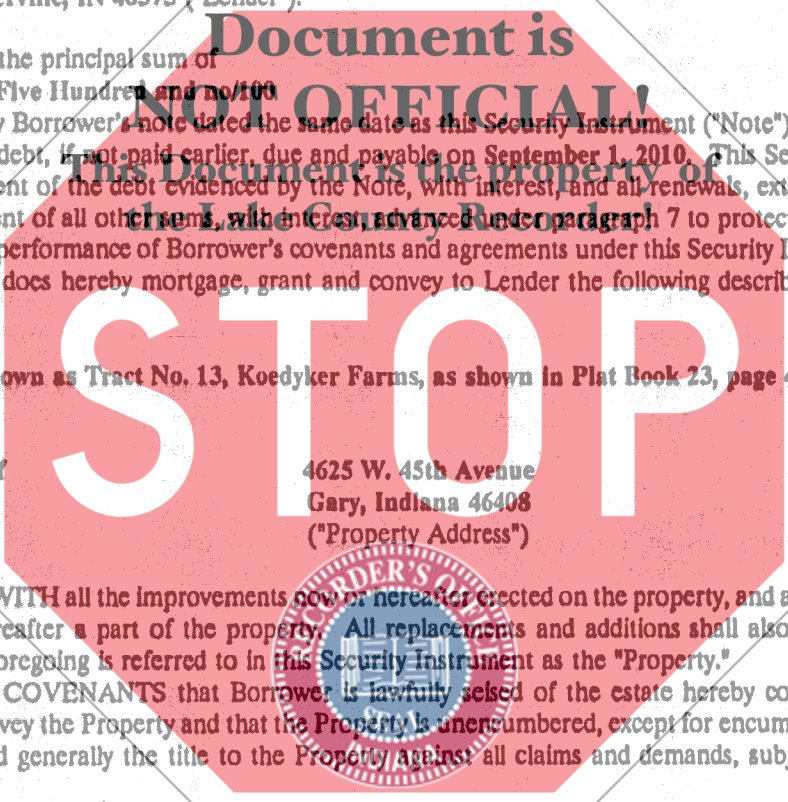 erville, IN 46375 ("Lender").
the principal sum of
Five Hundred and no/100
y Borrower's note dated the same date as this Security Instrument ("Note")
debt, if not paid earlier, due and payable on September 1, 2010. This Se
ent of the debt evidenced by the Note, with interest, and all renewals, ext
ent of all other sums, with interest, advanced under paragraph 7 to protec
performance of Borrower's covenants and agreements under this Security I
does hereby mortgage, grant and convey to Lender the following describ
Document is
NOT OFFICIAL!
This Document is the property of
the Lake County Recorder!
STOP
own as Tract No. 13, Koedyker Farms, as shown in Plat Book 23, page
4625 W. 45th Avenue
Gary, Indiana 46408
("Property Address")
WITH all the improvements now or hereafter erected on the property, and a
reafter a part of the property. All replacements and additions shall also
oregoing is referred to in this Security Instrument as the "Property."
COVENANTS that Borrower is lawfully seised of the estate hereby co
vey the Property and that the Property is unencumbered, except for encum
d generally the title to the Property against all claims and demands, subj
RECORDER'S OFFICE
SEAL